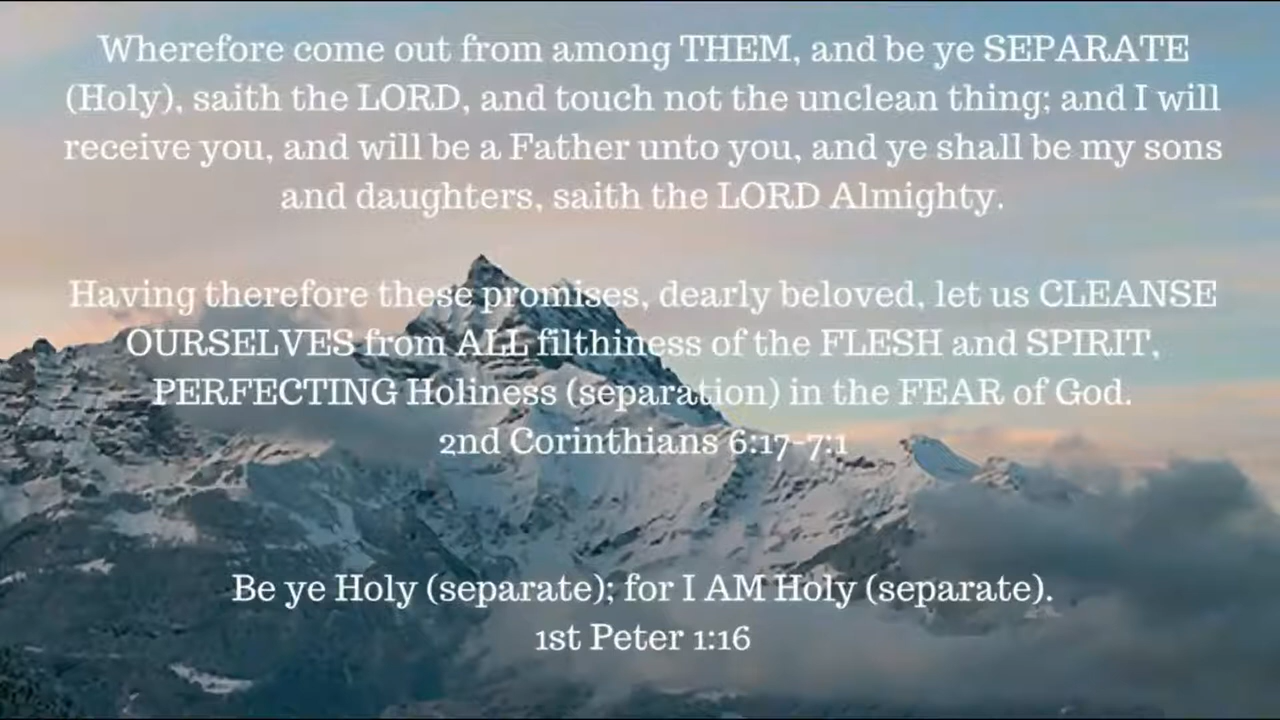 Wherefore come out from among THEM, and be ye SEPARATE
(Holy), saith the LORD, and touch not the unclean thing; and I will
receive you, and will be a Father unto you, and ye shall be my sons
and daughters, saith the LORD Almighty.
Having therefore these promises, dearly beloved, let us CLEANSE
OURSELVES from ALL filthiness of the FLESH and SPIRIT,
PERFECTING Holiness (separation) in the FEAR of God.
2nd Corinthians 6:17-7:1
Be ye Holy (separate); for I AM Holy (separate).
1st Peter 1:16